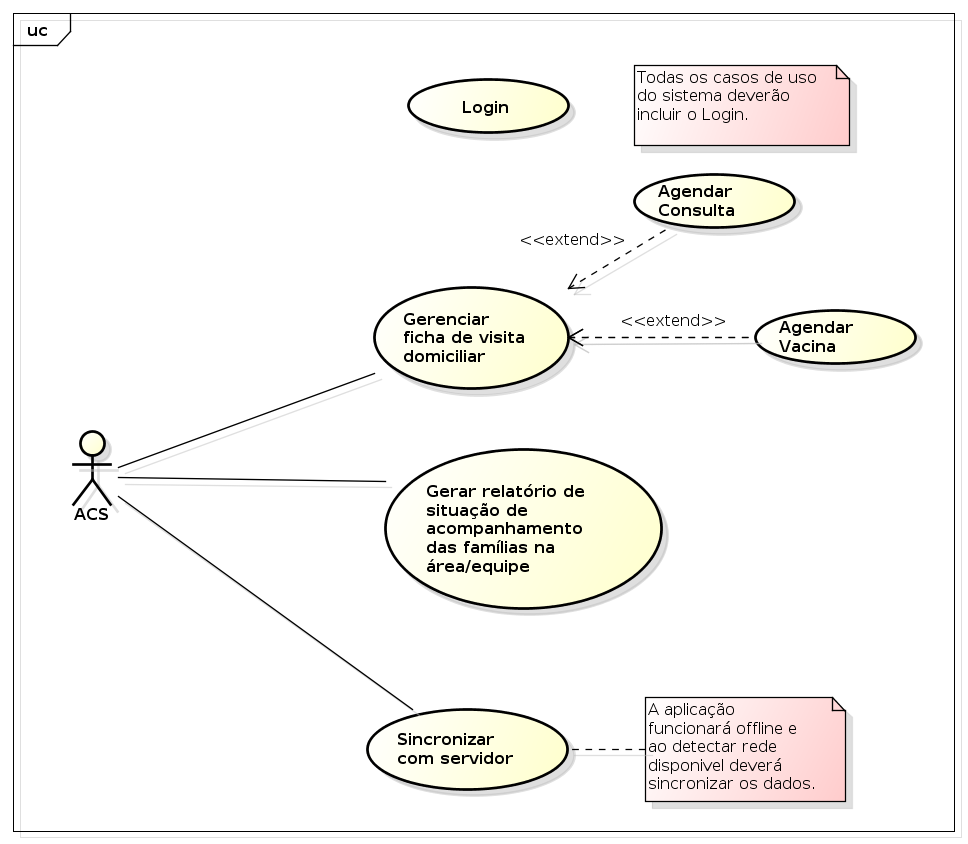 uc
Login
Todas os casos de uso
do sistema deverão
incluir o Login.
Agendar
Consulta
<<extend>>
Gerenciar
ficha de visita
domiciliar
<<extend>>
Agendar
Vacina
ACS
Gerar relatório de
situação de
acompanhamento
das famílias na
área/equipe
Sincronizar
com servidor
A aplicação
funcionará offline e
ao detectar rede
disponivel deverá
sincronizar os dados.